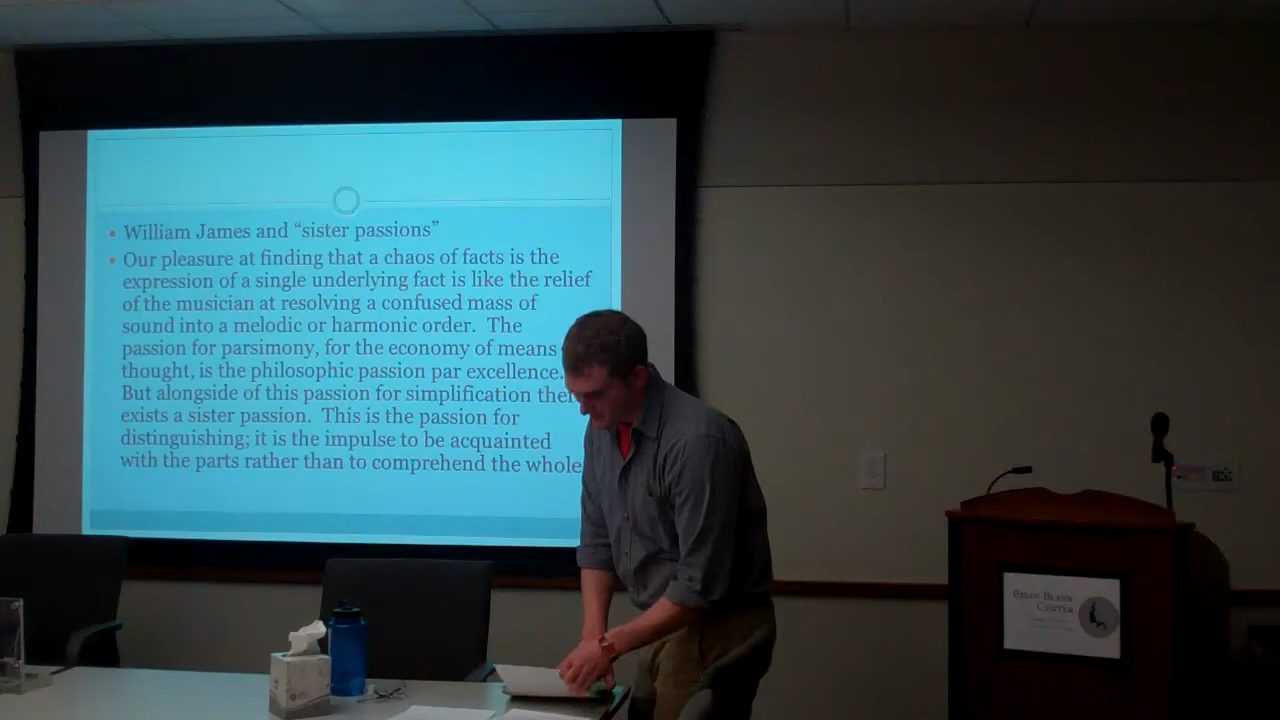 William James and “sister passions”
Our pleasure at finding that a chaos of facts is the
expression of a single underlying fact is like the relief
of the musician at resolving a confused mass of
sound into a melodic or harmonic order.  The
passion for parsimony, for the economy of means
thought, is the philosophic passion par excellence.
But alongside of this passion for simplification ther
exists a sister passion.  This is the passion for
distinguishing; it is the impulse to be acquainted
with the parts rather than to comprehend the whole
Center